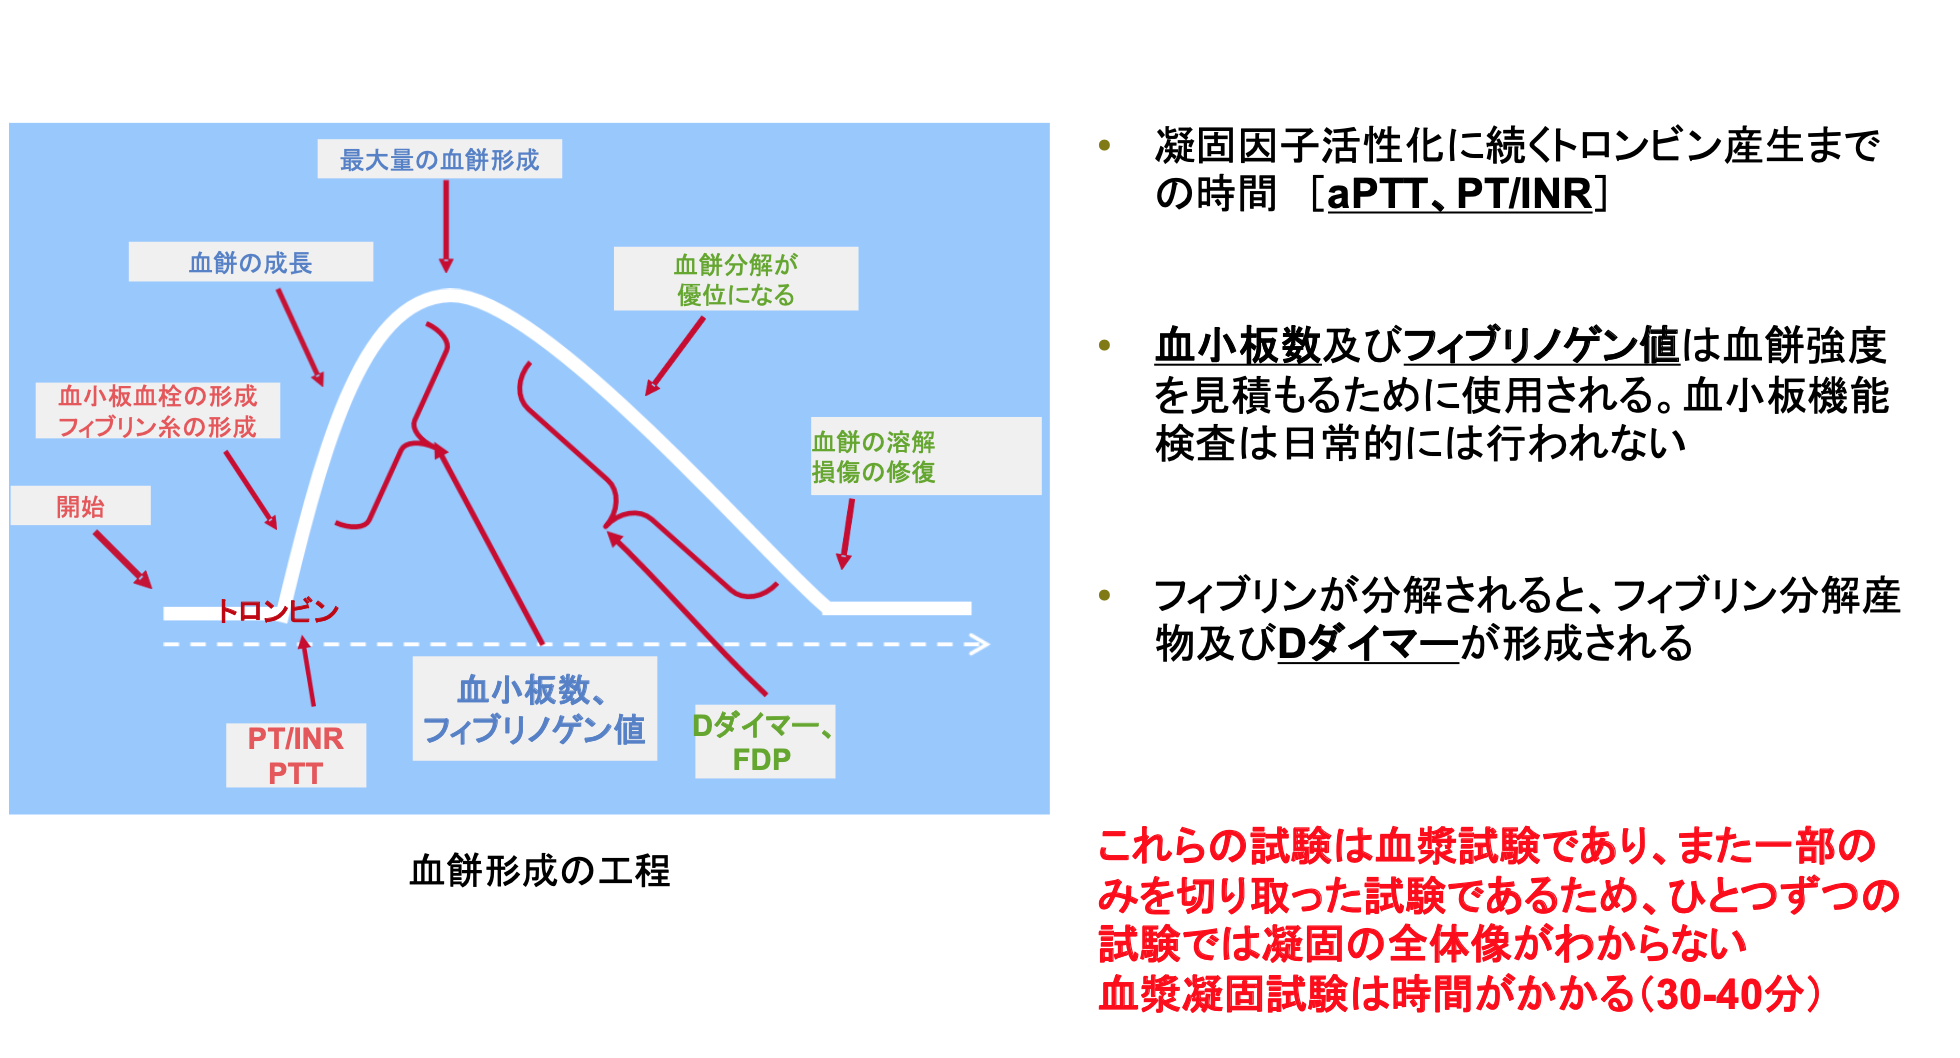 最大量の血餅形成
血餅の成長
血餅分解が
優位になる
血小板血栓の形成
フィブリン糸の形成
血餅の溶解
損傷の修復
開始
トロンビン
血小板数、
フィブリノゲン値
PT/INR
PTT
Dダイマー、
FDP
血餅形成の工程
• 凝固因子活性化に続くトロンビン産生まで
の時間 [aPTT、PT/INR]
• 血小板数及びフィブリノゲン値は血餅強度
を見積もるために使用される。血小板機能
検査は日常的には行われない
• フィブリンが分解されると、フィブリン分解産
物及びDダイマーが形成される
これらの試験は血漿試験であり、また一部の
みを切り取った試験であるため、ひとつずつの
試験では凝固の全体像がわからない
血漿凝固試験は時間がかかる(30-40分)